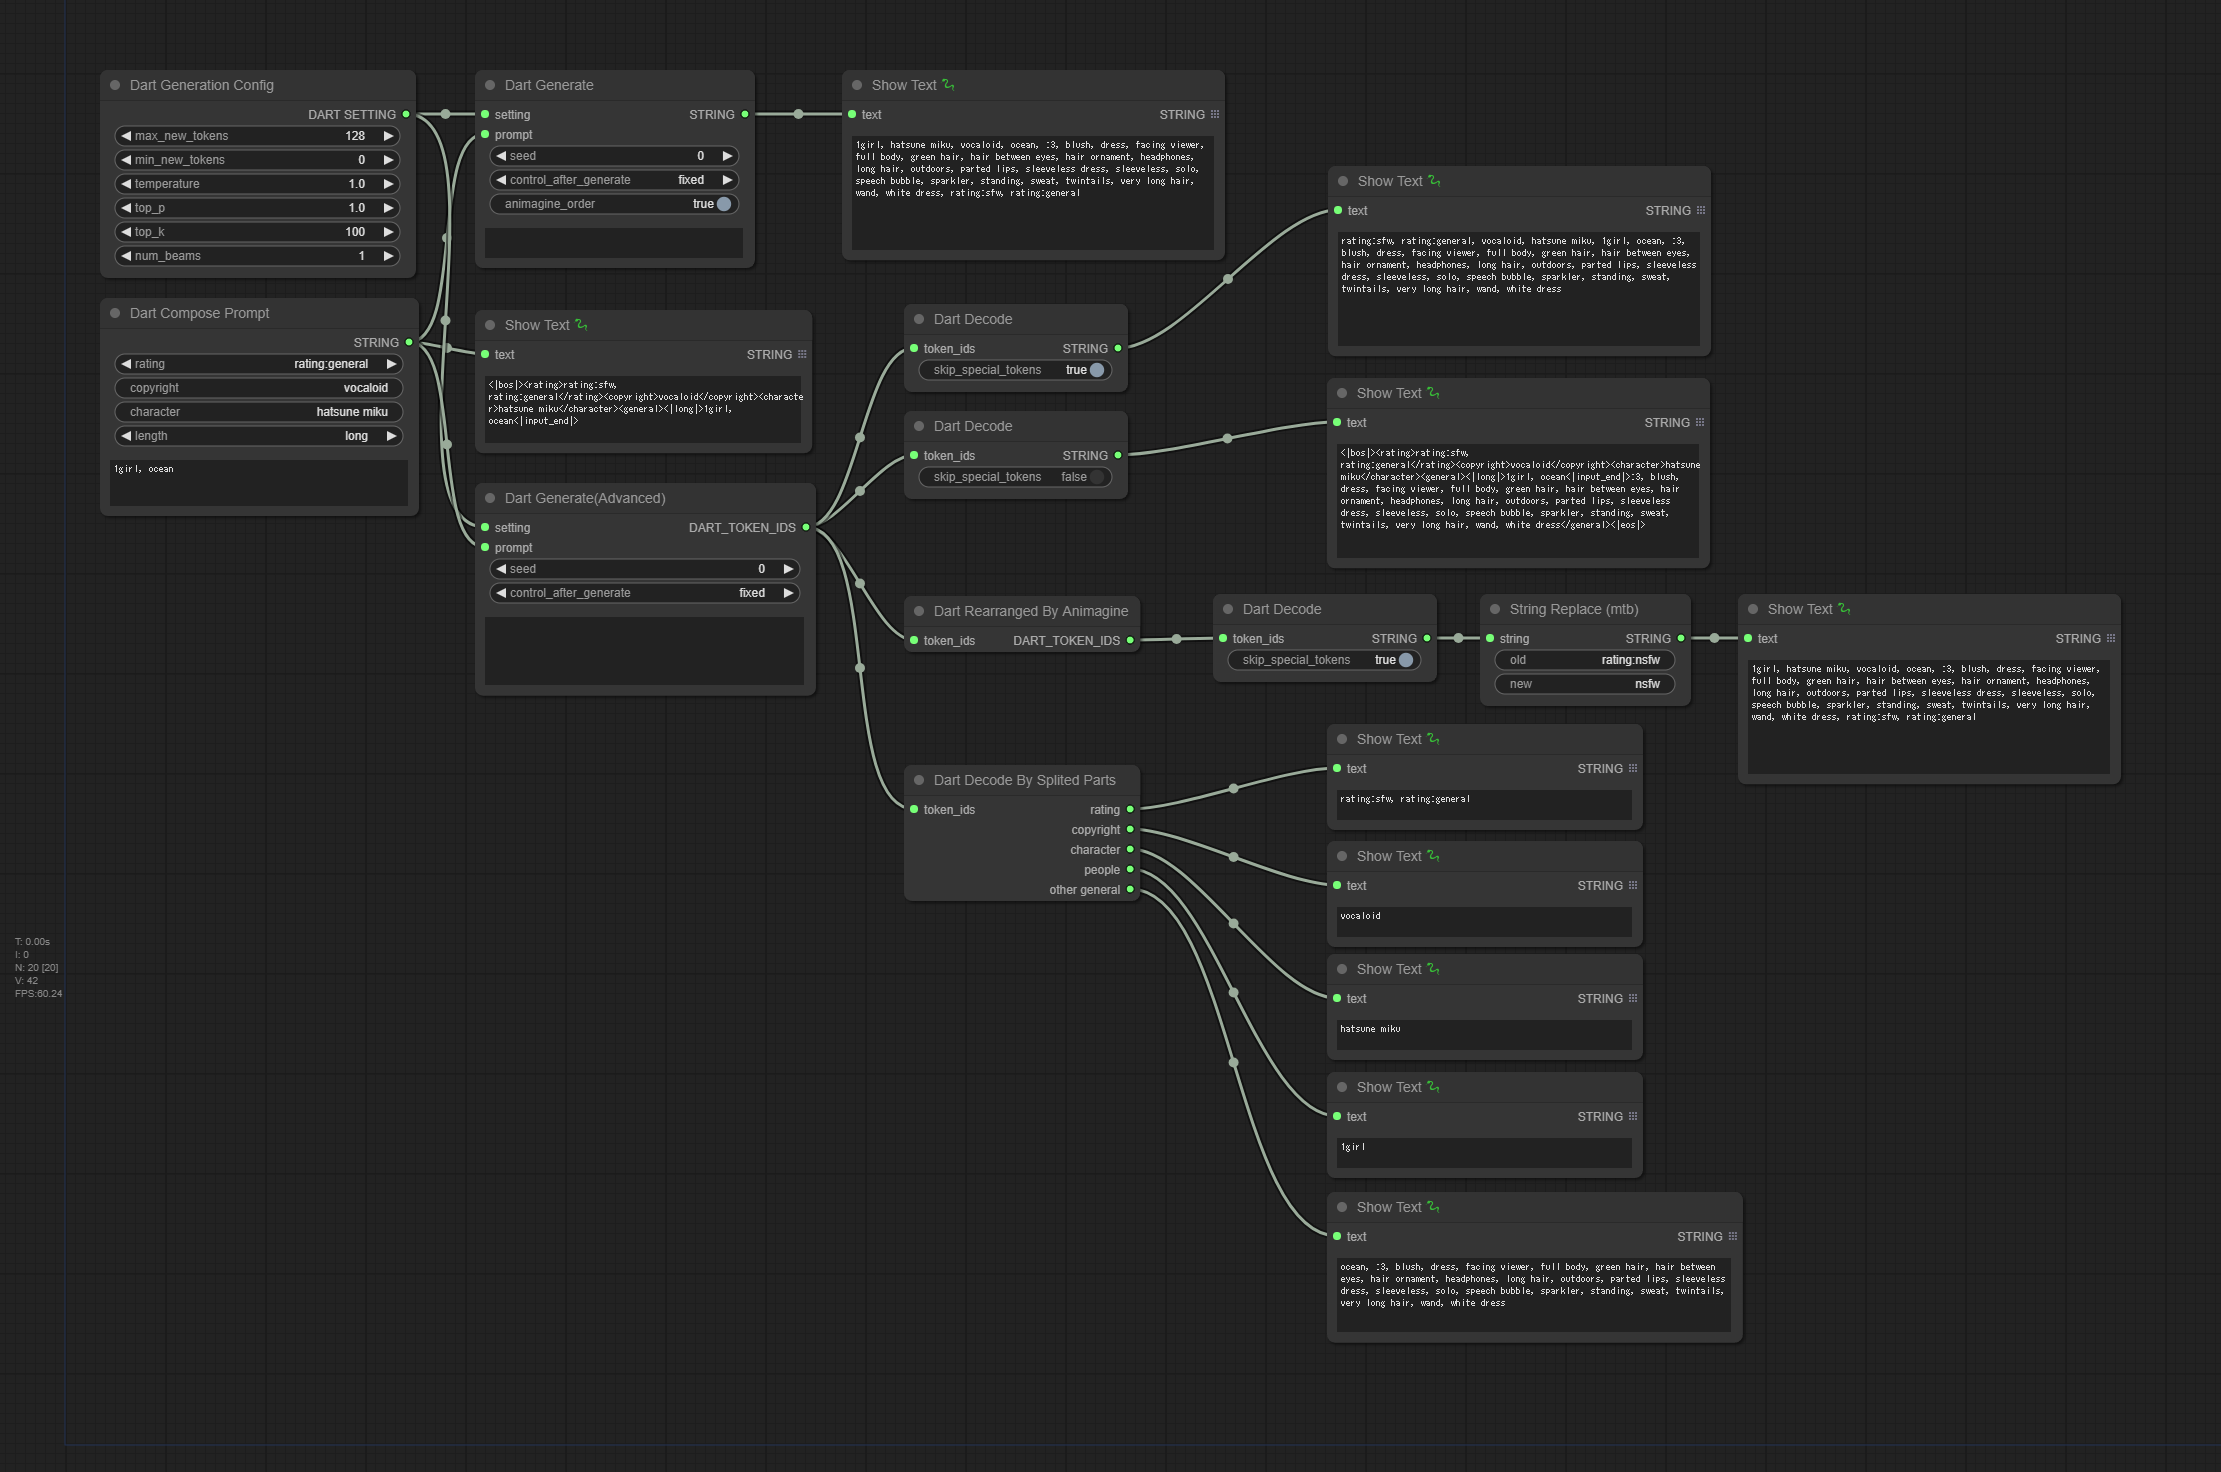 Dart Generation Config
DART SETTING
max_new_tokens 128
min_new_tokens 0
temperature 1.0
top_p 1.0
top_k 100
num_beams 1
Dart Compose Prompt
STRING
rating rating:general
copyright vocaloid
character hatsune miku
length long
1girl, ocean
Dart Generate
setting STRING
prompt
seed 0
control_after_generate fixed
animagine_order true
Show Text
text STRING
<|bos|><rating>rating:sfw,
rating:general</rating><copyright>vocaloid</copyright><characte
r>hatsune miku</character><general><|long|>1girl,
ocean<|input_end|>
Dart Generate(Advanced)
setting DART_TOKEN_IDS
prompt
seed 0
control_after_generate fixed
Show Text
text STRING
1girl, hatsune miku, vocaloid, ocean, :3, blush, dress, facing viewer,
full body, green hair, hair between eyes, hair ornament, headphones,
long hair, outdoors, parted lips, sleeveless dress, sleeveless, solo,
speech bubble, sparkler, standing, sweat, twintails, very long hair,
wand, white dress, rating:sfw, rating:general
Dart Decode
token_ids STRING
skip_special_tokens true
Dart Decode
token_ids STRING
skip_special_tokens false
Show Text
text STRING
rating:sfw, rating:general, vocaloid, hatsune miku, 1girl, ocean, :3,
blush, dress, facing viewer, full body, green hair, hair between eyes,
hair ornament, headphones, long hair, outdoors, parted lips, sleeveless
dress, sleeveless, solo, speech bubble, sparkler, standing, sweat,
twintails, very long hair, wand, white dress
Show Text
text STRING
<|bos|><rating>rating:sfw,
rating:general</rating><copyright>vocaloid</copyright><character>hatsune
miku</character><general><|long|>1girl, ocean<|input_end|>:3, blush,
dress, facing viewer, full body, green hair, hair between eyes, hair
ornament, headphones, long hair, outdoors, parted lips, sleeveless
dress, sleeveless, solo, speech bubble, sparkler, standing, sweat,
twintails, very long hair, wand, white dress</general><|eos|>
Dart Rearranged By Animagine
token_ids DART_TOKEN_IDS
Dart Decode
token_ids STRING
skip_special_tokens true
String Replace (mtb)
string STRING
old rating:nsfw
new nsfw
Show Text
text STRING
1girl, hatsune miku, vocaloid, ocean, :3, blush, dress, facing viewer,
full body, green hair, hair between eyes, hair ornament, headphones,
long hair, outdoors, parted lips, sleeveless dress, sleeveless, solo,
speech bubble, sparkler, standing, sweat, twintails, very long hair,
wand, white dress, rating:sfw, rating:general
Dart Decode By Splited Parts
token_ids rating
copyright
character
people
other general
Show Text
text STRING
rating:sfw, rating:general
Show Text
text STRING
vocaloid
Show Text
text STRING
hatsune miku
Show Text
text STRING
1girl
Show Text
text STRING
ocean, :3, blush, dress, facing viewer, full body, green hair, hair between
eyes, hair ornament, headphones, long hair, outdoors, parted lips, sleeveless
dress, sleeveless, solo, speech bubble, sparkler, standing, sweat, twintails,
very long hair, wand, white dress
T: 0.00s
I: 0
N: 20 [20]
V: 42
FPS:60.24